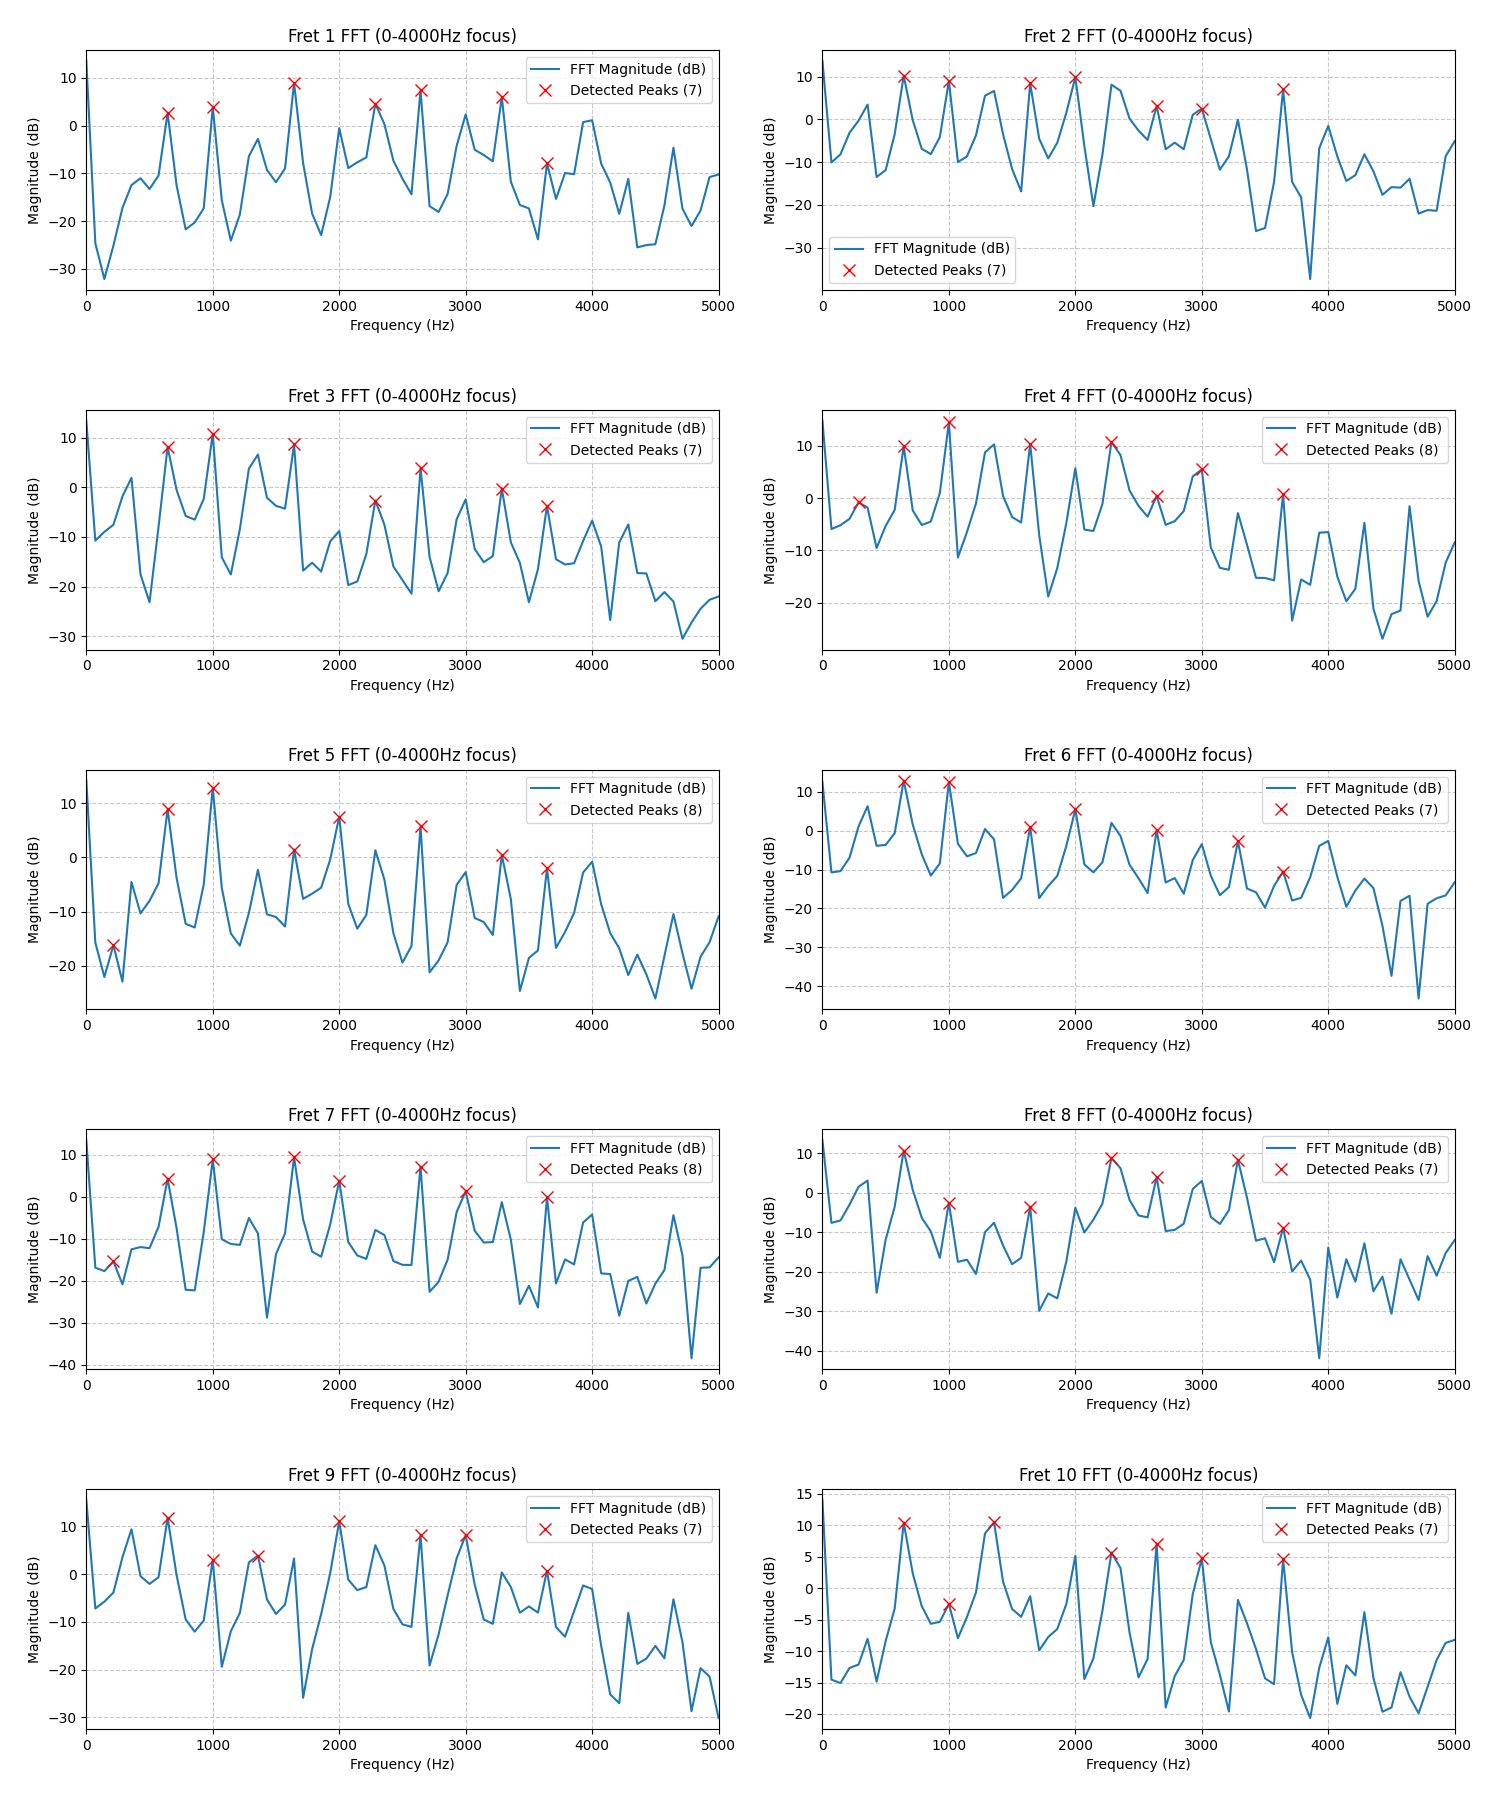 Fret 1 FFT (0-4000Hz focus)
Magnitude (dB)
10
0
−10
−20
−30
FFT Magnitude (dB)
Detected Peaks (7)
0 1000 2000 3000 4000 5000
Frequency (Hz)
Fret 2 FFT (0-4000Hz focus)
Magnitude (dB)
10
0
−10
−20
−30
FFT Magnitude (dB)
Detected Peaks (7)
0 1000 2000 3000 4000 5000
Frequency (Hz)
Fret 3 FFT (0-4000Hz focus)
Magnitude (dB)
10
0
−10
−20
−30
FFT Magnitude (dB)
Detected Peaks (7)
0 1000 2000 3000 4000 5000
Frequency (Hz)
Fret 4 FFT (0-4000Hz focus)
Magnitude (dB)
10
0
−10
−20
FFT Magnitude (dB)
Detected Peaks (8)
0 1000 2000 3000 4000 5000
Frequency (Hz)
Fret 5 FFT (0-4000Hz focus)
Magnitude (dB)
10
0
−10
−20
FFT Magnitude (dB)
Detected Peaks (8)
0 1000 2000 3000 4000 5000
Frequency (Hz)
Fret 6 FFT (0-4000Hz focus)
Magnitude (dB)
10
0
−10
−20
−30
−40
FFT Magnitude (dB)
Detected Peaks (7)
0 1000 2000 3000 4000 5000
Frequency (Hz)
Fret 7 FFT (0-4000Hz focus)
Magnitude (dB)
10
0
−10
−20
−30
−40
FFT Magnitude (dB)
Detected Peaks (8)
0 1000 2000 3000 4000 5000
Frequency (Hz)
Fret 8 FFT (0-4000Hz focus)
Magnitude (dB)
10
0
−10
−20
−30
−40
FFT Magnitude (dB)
Detected Peaks (7)
0 1000 2000 3000 4000 5000
Frequency (Hz)
Fret 9 FFT (0-4000Hz focus)
Magnitude (dB)
10
0
−10
−20
−30
FFT Magnitude (dB)
Detected Peaks (7)
0 1000 2000 3000 4000 5000
Frequency (Hz)
Fret 10 FFT (0-4000Hz focus)
Magnitude (dB)
15
10
5
0
−5
−10
−15
−20
FFT Magnitude (dB)
Detected Peaks (7)
0 1000 2000 3000 4000 5000
Frequency (Hz)